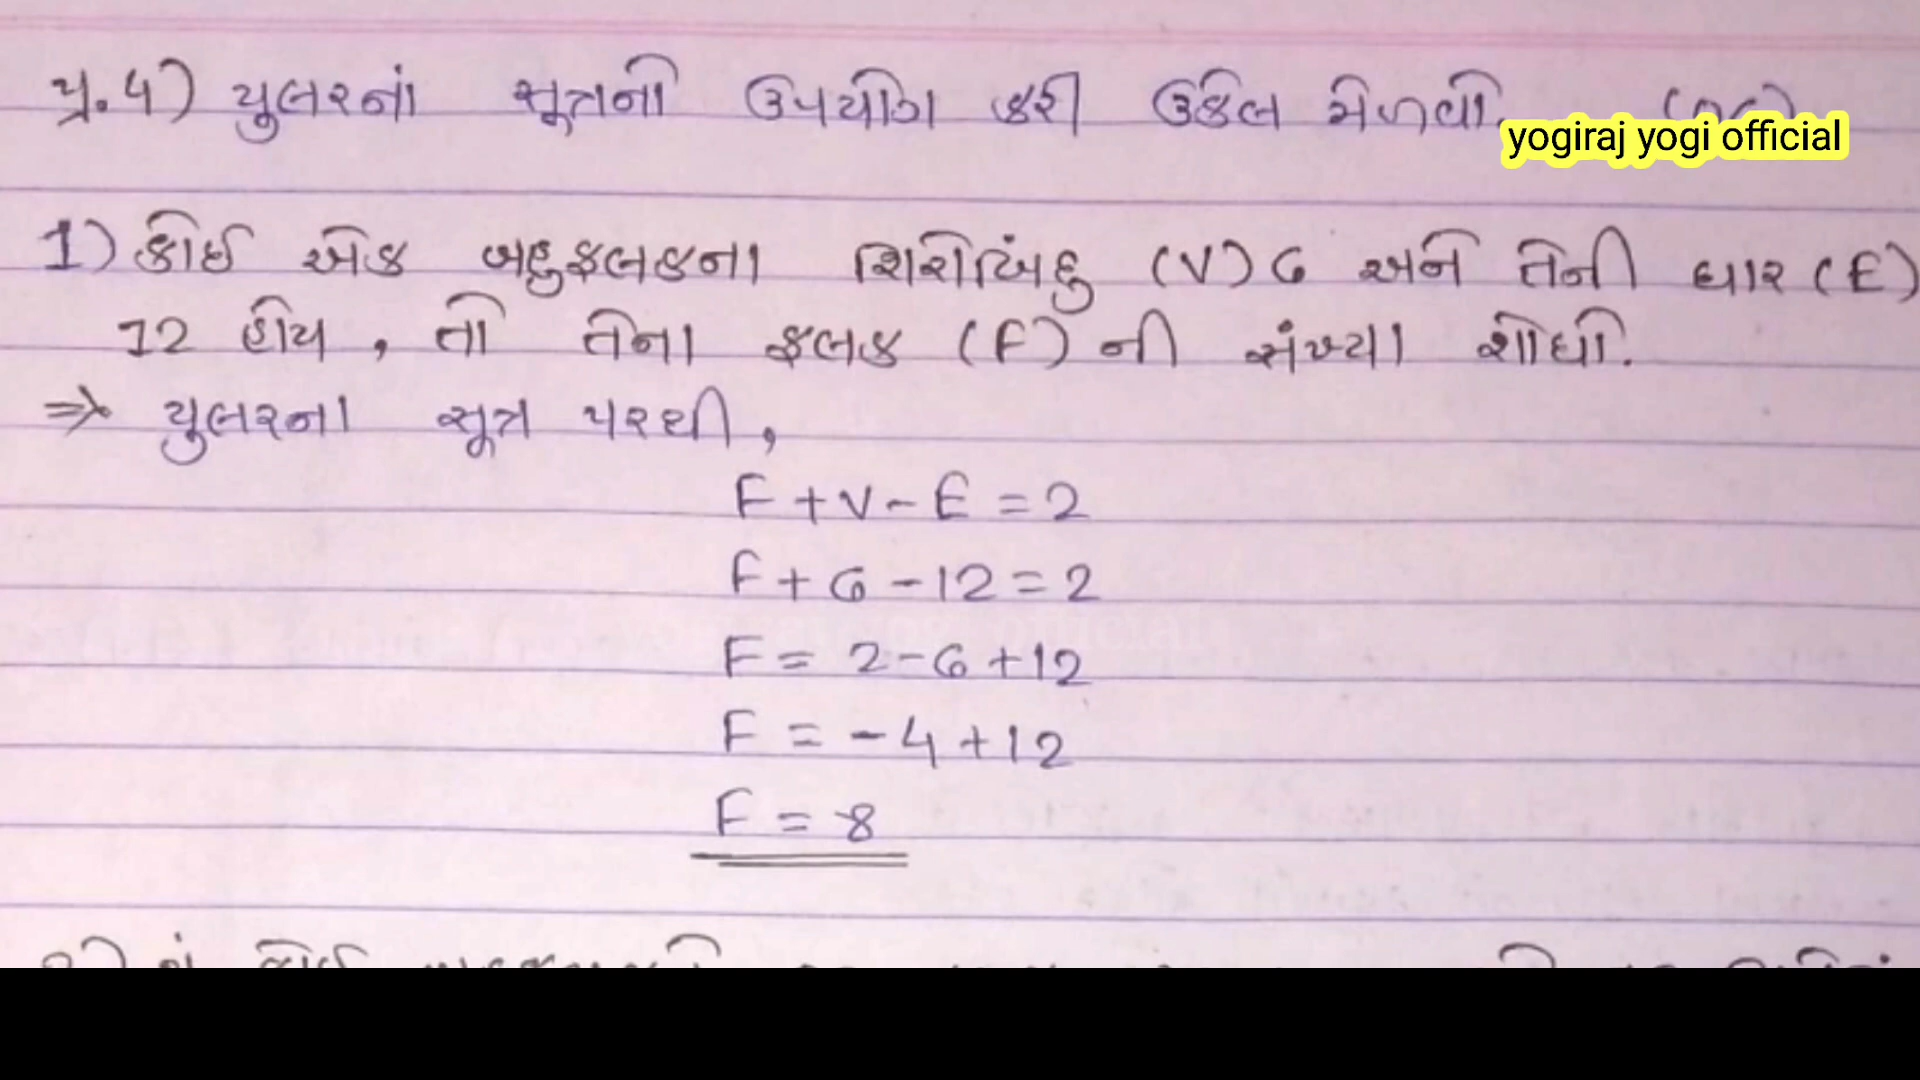 પ્ર.4) યુલરનાં સૂત્રનો ઉપયોગ કરી ઉકેલ મેળવો.
yogiraj yogi official
1) કોઈ એક બહુફલકના શિરોબિંદુ (V) 6 અને તેની ધાર (E)
12 હોય, તો તેના ફલક (F) ની સંખ્યા શોધો.
⇒ યુલરના સૂત્ર પરથી,
F + V - E = 2
F + 6 - 12 = 2
F = 2 - 6 + 12
F = - 4 + 12
F = 8